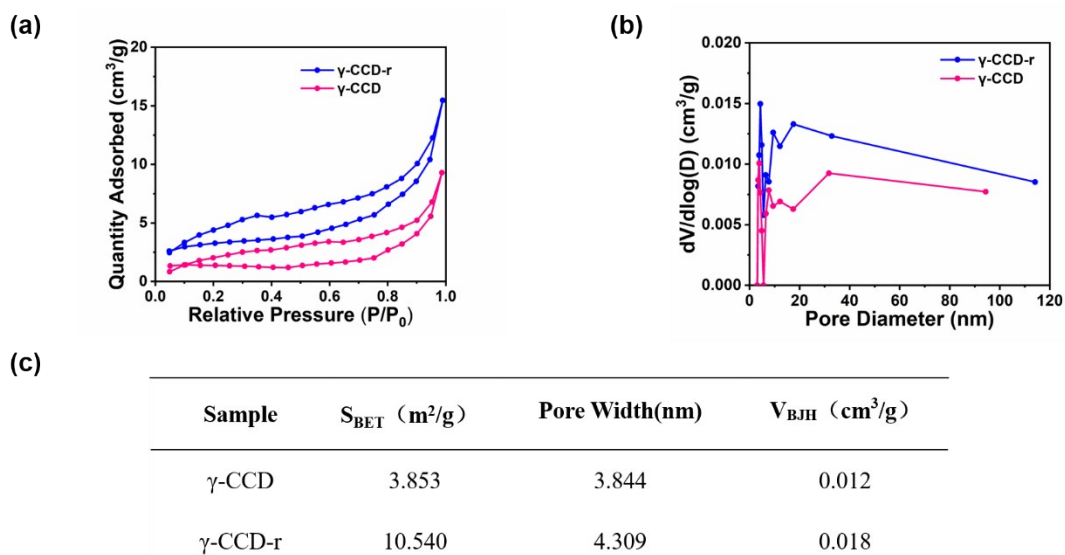 (a)
Quantity Adsorbed (cm³/g)
20
15
10
5
0
γ-CCD-r
γ-CCD
0.0 0.2 0.4 0.6 0.8 1.0
Relative Pressure (P/P₀)
(b)
dV/dlog(D) (cm³/g)
0.020
0.015
0.010
0.005
0.000
γ-CCD-r
γ-CCD
0 20 40 60 80 100 120
Pore Diameter (nm)
(c)
Sample S_BET（m²/g） Pore Width(nm) V_BJH（cm³/g）
γ-CCD 3.853 3.844 0.012
γ-CCD-r 10.540 4.309 0.018